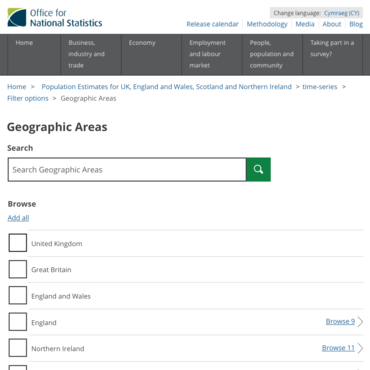 Office for
National Statistics
Change language: Cymraeg (CY)
Release calendar Methodology Media About Blog
Home
Business, industry and trade
Economy
Employment and labour market
People, population and community
Taking part in a survey?
Home > Population Estimates for UK, England and Wales, Scotland and Northern Ireland > time-series >
Filter options > Geographic Areas
Geographic Areas
Search
Search Geographic Areas
Browse
Add all
United Kingdom
Great Britain
England and Wales
England Browse 9
Northern Ireland Browse 11